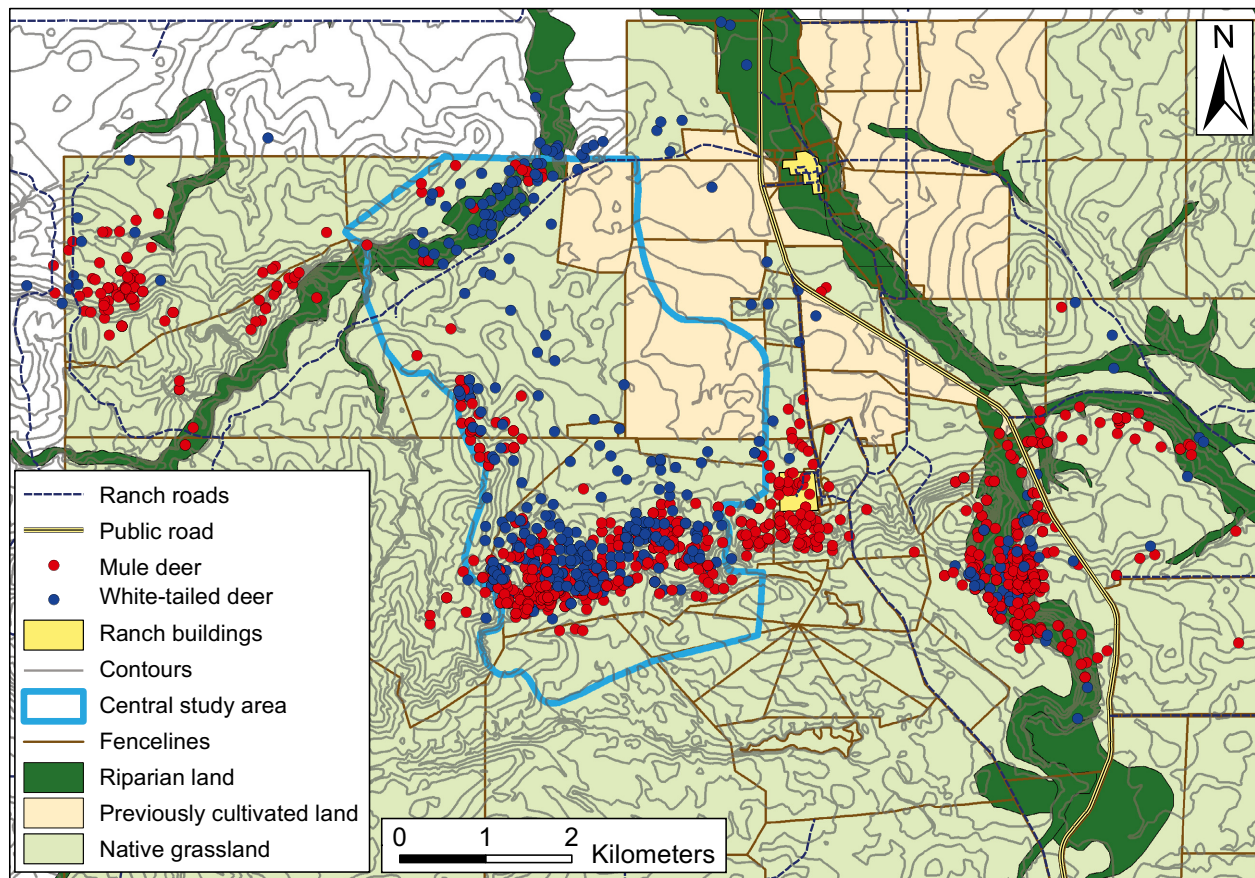 N
Ranch roads
Public road
Mule deer
White-tailed deer
Ranch buildings
Contours
Central study area
Fencelines
Riparian land
Previously cultivated land
Native grassland
0 1 2
Kilometers